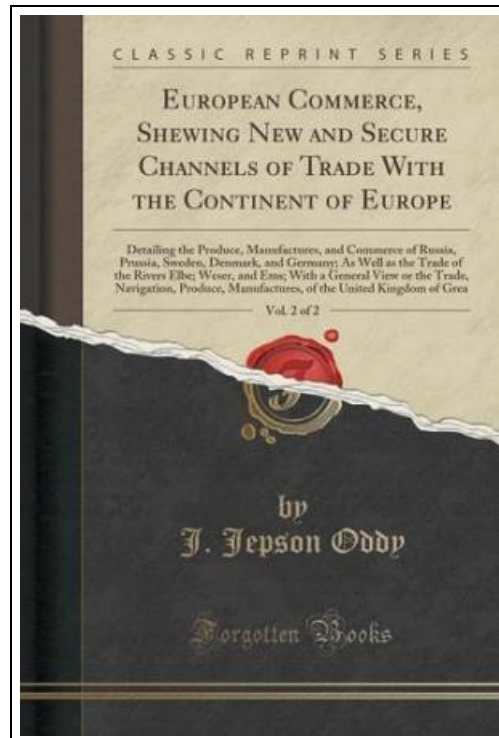 CLASSIC REPRINT SERIES
EUROPEAN COMMERCE,
SHEWING NEW AND SECURE
CHANNELS OF TRADE WITH
THE CONTINENT OF EUROPE
Detailing the Produce, Manufactures, and Commerce of Russia,
Prussia, Sweden, Denmark, and Germany; As Well as the Trade of
the Rivers Elbe; Weser, and Ems; With a General View or the Trade,
Navigation, Produce, Manufactures, of the United Kingdom of Grea
Vol. 2 of 2
by
J. Jepson Oddy
Forgotten Books